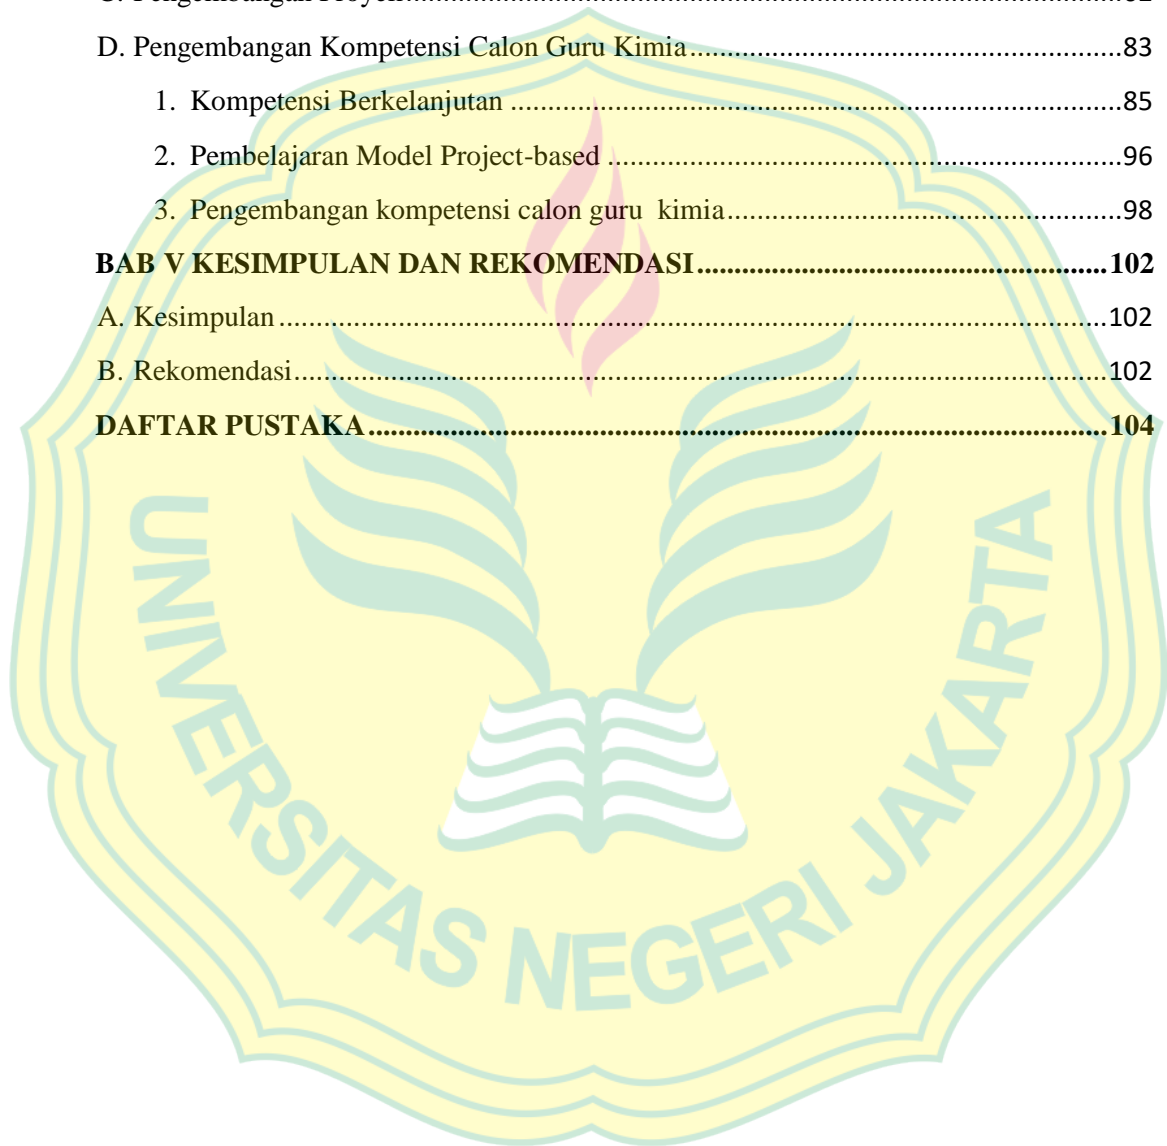 D. Pengembangan Kompetensi Calon Guru Kimia........................................................................83
1. Kompetensi Berkelanjutan ........................................................................................................85
2. Pembelajaran Model Project-based ...........................................................................................96
3. Pengembangan kompetensi calon guru kimia.............................................................................98
BAB V KESIMPULAN DAN REKOMENDASI....................................................................102
A. Kesimpulan ..............................................................................................................................102
B. Rekomendasi............................................................................................................................102
DAFTAR PUSTAKA...............................................................................................................104
UNIVERSITAS NEGERI JAKARTA